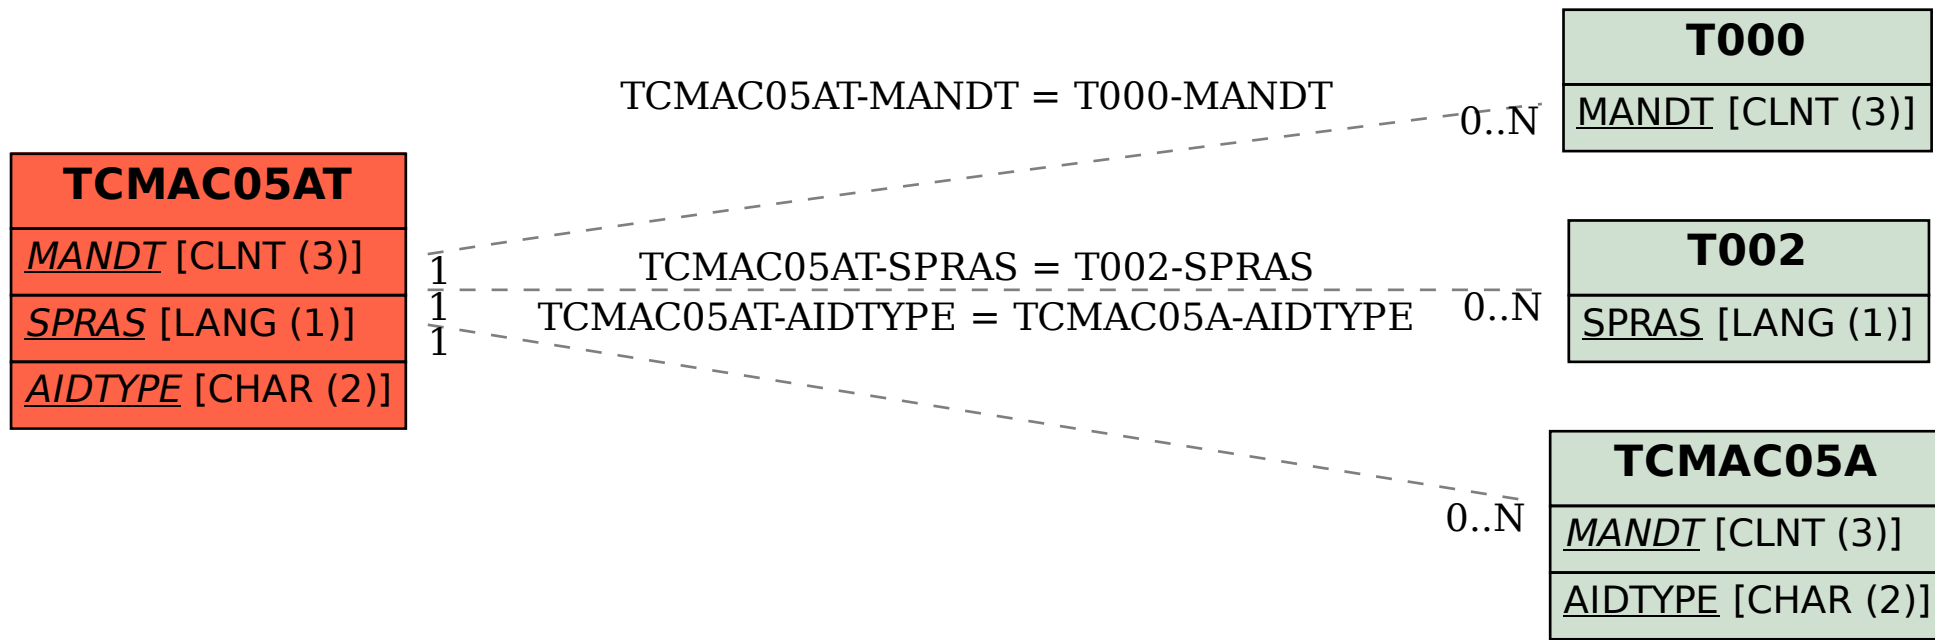 T000
MANDT [CLNT (3)]
TCMAC05AT-MANDT = T000-MANDT
0..N
TCMAC05AT
MANDT [CLNT (3)]
SPRAS [LANG (1)]
AIDTYPE [CHAR (2)]
1
TCMAC05AT-SPRAS = T002-SPRAS
1
0..N
TCMAC05AT-AIDTYPE = TCMAC05A-AIDTYPE
1
0..N
T002
SPRAS [LANG (1)]
TCMAC05A
MANDT [CLNT (3)]
AIDTYPE [CHAR (2)]